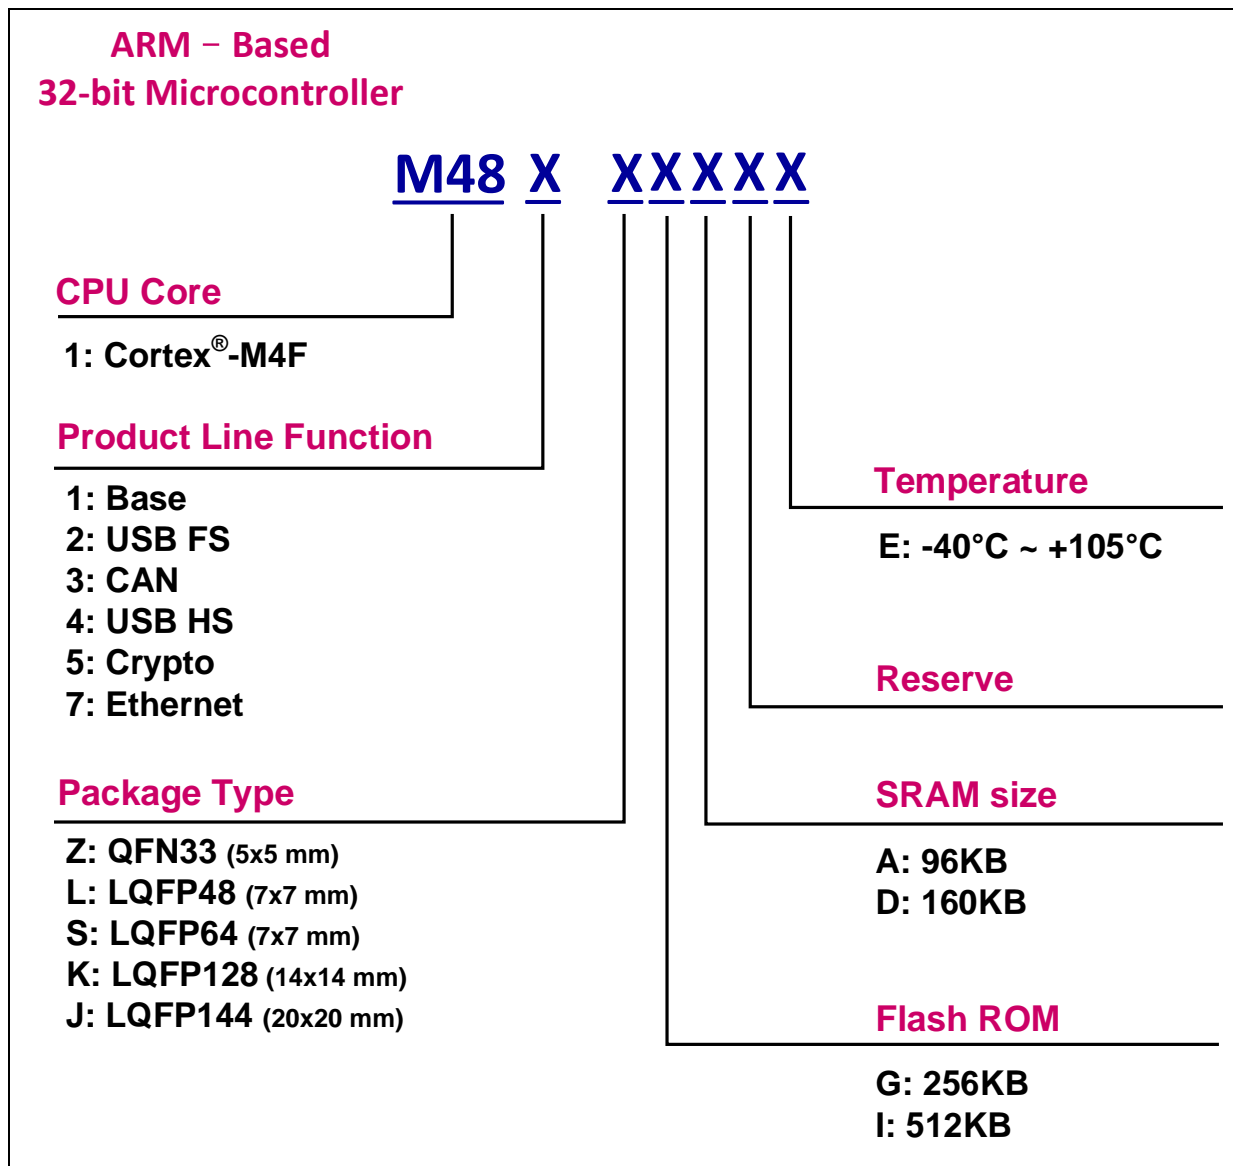 ARM – Based
32-bit Microcontroller
M48 X X X X X X
CPU Core
1: Cortex®-M4F
Product Line Function
1: Base
2: USB FS
3: CAN
4: USB HS
5: Crypto
7: Ethernet
Package Type
Z: QFN33 (5x5 mm)
L: LQFP48 (7x7 mm)
S: LQFP64 (7x7 mm)
K: LQFP128 (14x14 mm)
J: LQFP144 (20x20 mm)
Temperature
E: -40°C ~ +105°C
Reserve
SRAM size
A: 96KB
D: 160KB
Flash ROM
G: 256KB
I: 512KB